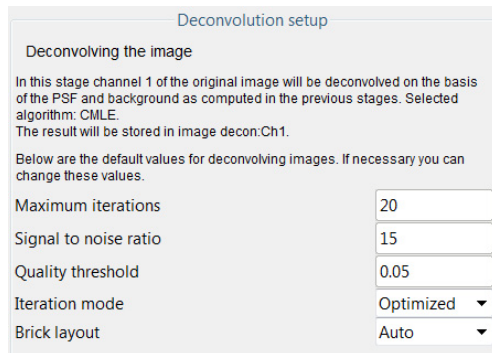 Deconvolution setup
Deconvolving the image
In this stage channel 1 of the original image will be deconvolved on the basis
of the PSF and background as computed in the previous stages. Selected
algorithm: CMLE.
The result will be stored in image decon:Ch1.
Below are the default values for deconvolving images. If necessary you can
change these values.
Maximum iterations 20
Signal to noise ratio 15
Quality threshold 0.05
Iteration mode Optimized
Brick layout Auto